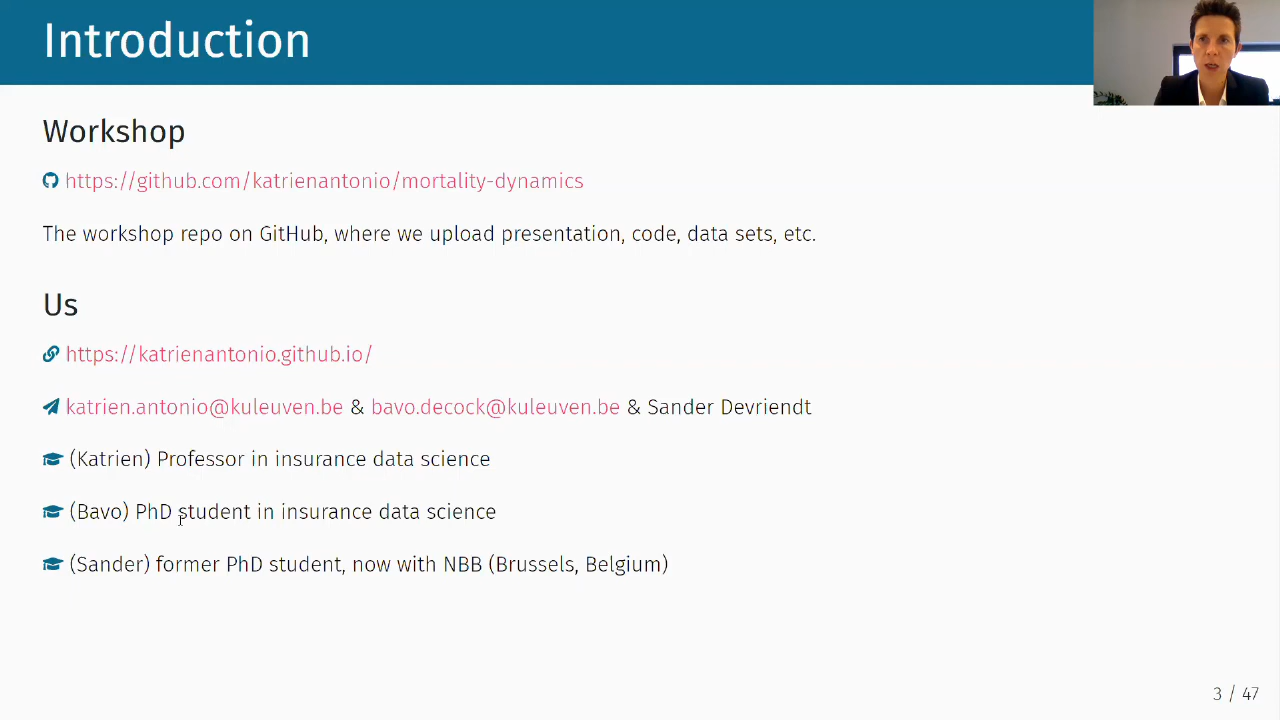 Introduction
Workshop
https://github.com/katrienantonio/mortality-dynamics
The workshop repo on GitHub, where we upload presentation, code, data sets, etc.
Us
https://katrienantonio.github.io/
katrien.antonio@kuleuven.be & bavo.decock@kuleuven.be & Sander Devriendt
(Katrien) Professor in insurance data science
(Bavo) PhD student in insurance data science
(Sander) former PhD student, now with NBB (Brussels, Belgium)
3 / 47